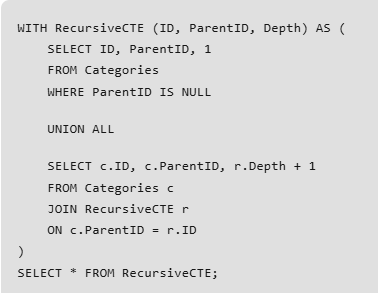 WITH RecursiveCTE (ID, ParentID, Depth) AS (
    SELECT ID, ParentID, 1
    FROM Categories
    WHERE ParentID IS NULL

    UNION ALL

    SELECT c.ID, c.ParentID, r.Depth + 1
    FROM Categories c
    JOIN RecursiveCTE r
    ON c.ParentID = r.ID
)
SELECT * FROM RecursiveCTE;